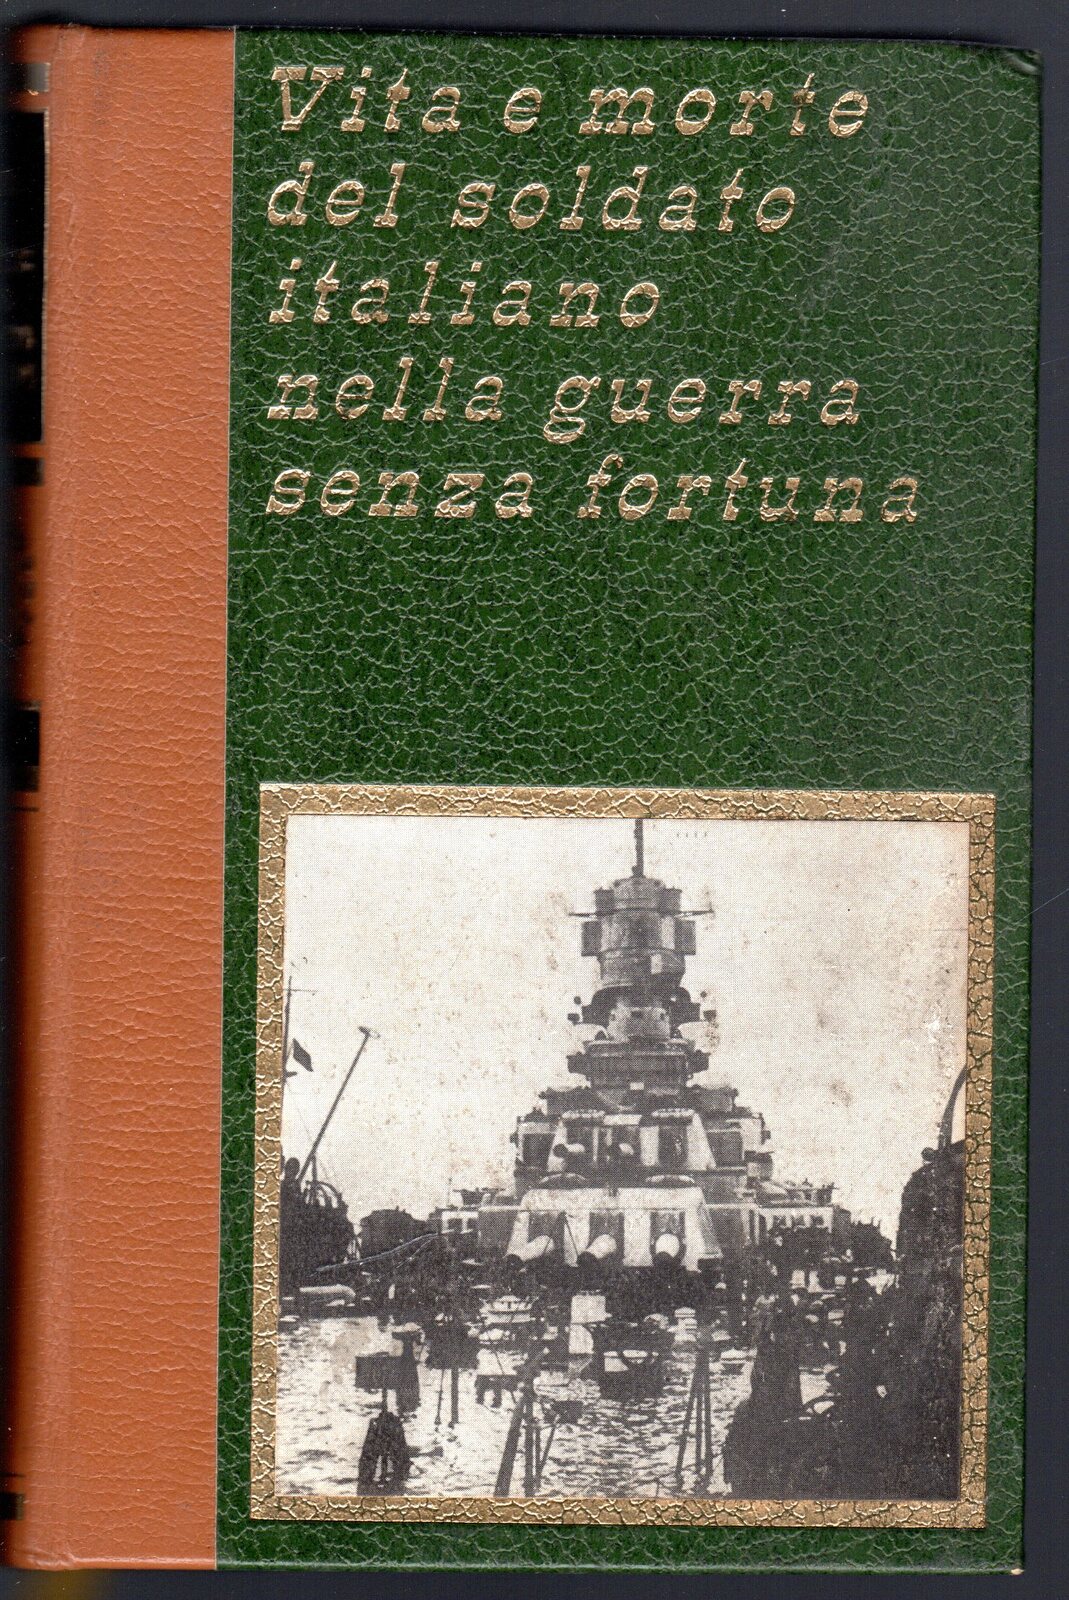 Vita e morte
del soldato
italiano
nella guerra
senza fortuna